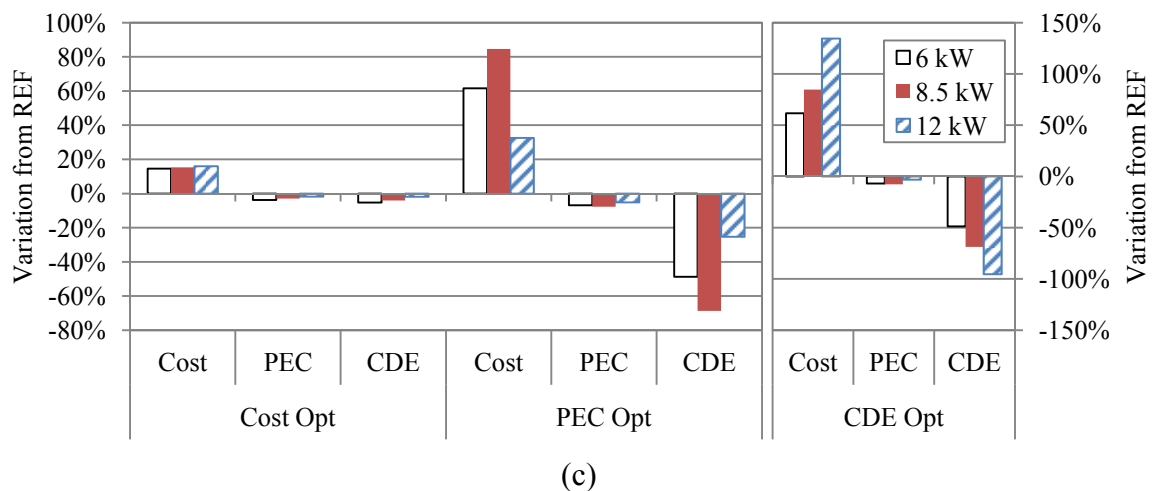 Variation from REF
100%
80%
60%
40%
20%
0%
-20%
-40%
-60%
-80%
Cost PEC CDE Cost PEC CDE
Cost Opt PEC Opt
6 kW
8.5 kW
12 kW
Cost PEC CDE
CDE Opt
150%
100%
50%
0%
-50%
-100%
-150%
Variation from REF
(c)